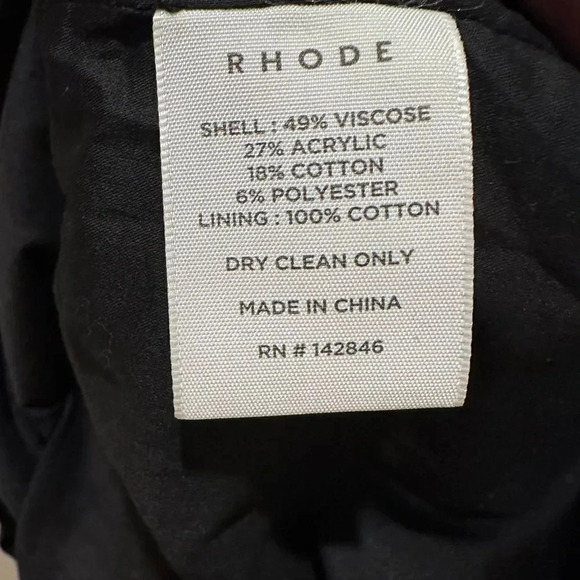 RHODE
SHELL : 49% VISCOSE
27% ACRYLIC
18% COTTON
6% POLYESTER
LINING : 100% COTTON
DRY CLEAN ONLY
MADE IN CHINA
RN # 142846